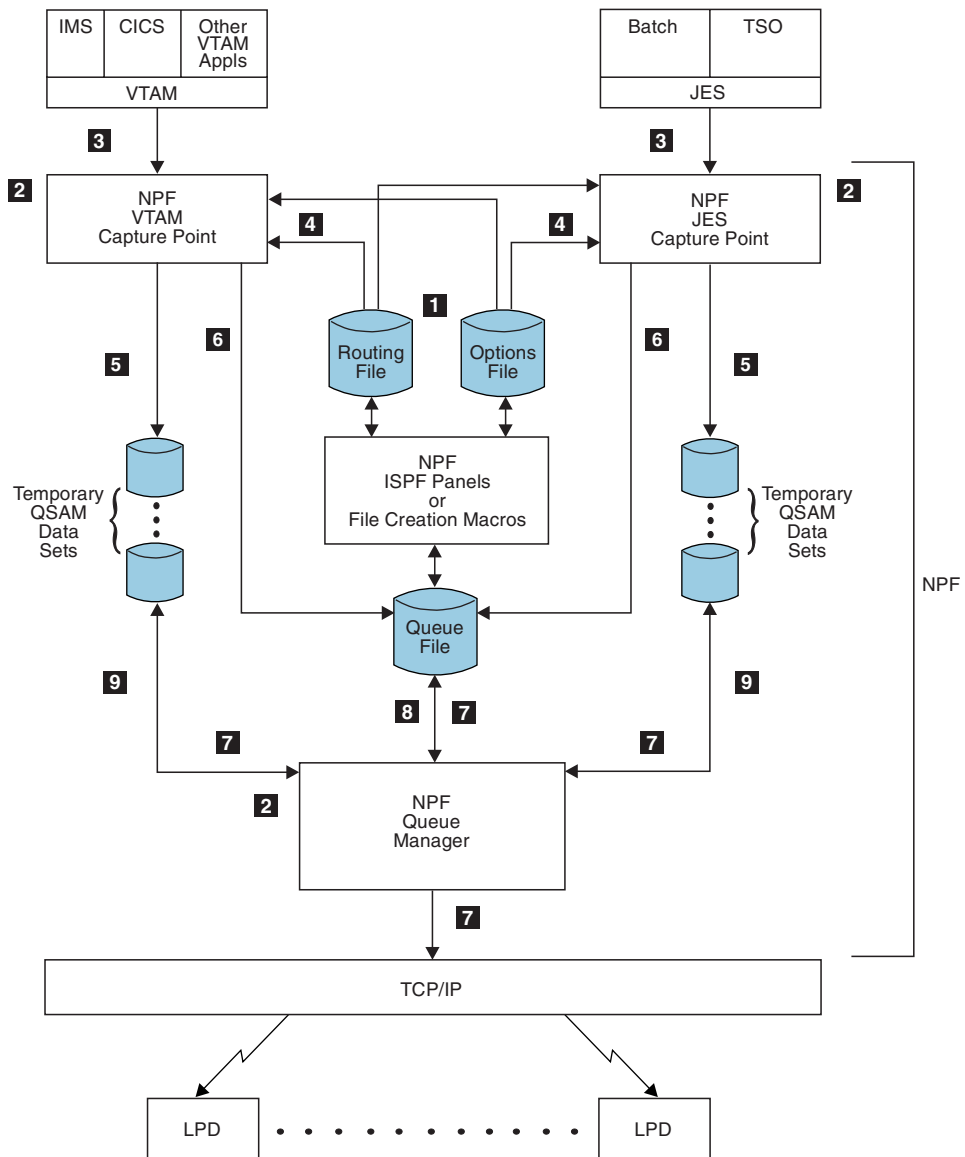 IMS CICS Other
VTAM
Appls
VTAM
Batch TSO
JES
3
3
2
NPF
VTAM
Capture Point
NPF
JES
Capture Point
2
4
4
1
Routing
File
Options
File
6
6
5
5
NPF
ISPF Panels
or
File Creation Macros
Temporary
QSAM
Data
Sets
Temporary
QSAM
Data
Sets
NPF
Queue
File
9
9
8 7
7
7
2
NPF
Queue
Manager
7
TCP/IP
LPD
LPD